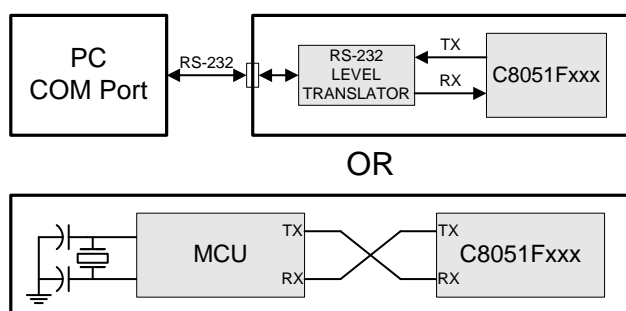 PC
COM Port
RS-232
RS-232
LEVEL
TRANSLATOR
TX
RX
C8051Fxxx
OR
MCU
TX
RX
TX
RX
C8051Fxxx